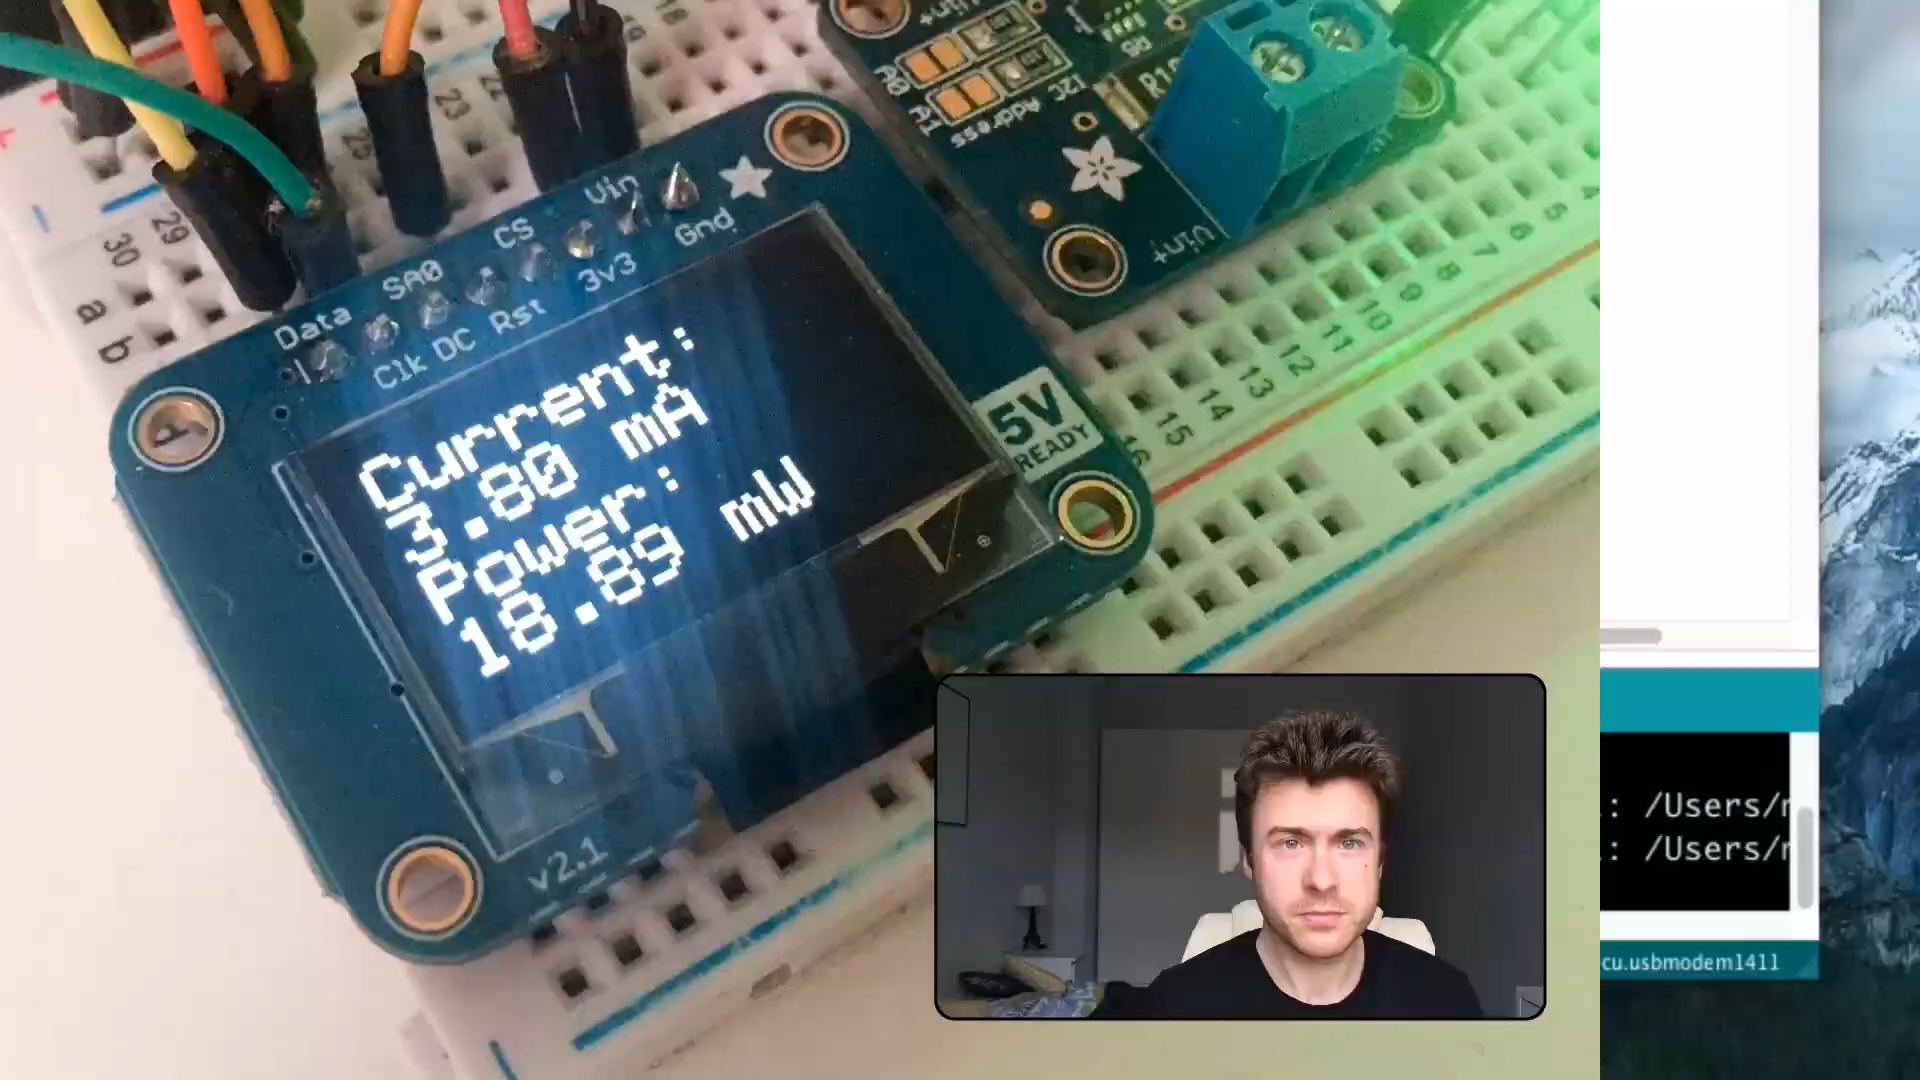 Vin+
A0
A1
I2C
Address
Vin+
29
30
a
b
23
Data
SA0
CS
Vin
Clk
DC
Rst
3v3
Gnd
Current:
3.80 mA
Power:
18.89 mW
5V
READY
4
5
6
7
8
9
10
11
12
13
14
15
16
v2.1
: /Users/
: /Users/
cu.usbmodem1411